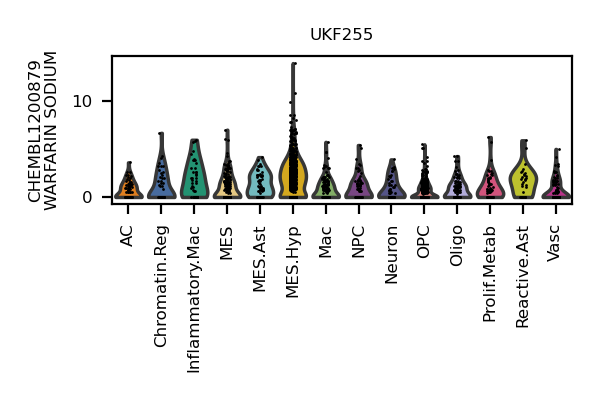 UKF255
CHEMBL1200879
WARFARIN SODIUM
10
0
AC
Chromatin.Reg
Inflammatory.Mac
MES
MES.Ast
MES.Hyp
Mac
NPC
Neuron
OPC
Oligo
Prolif.Metab
Reactive.Ast
Vasc